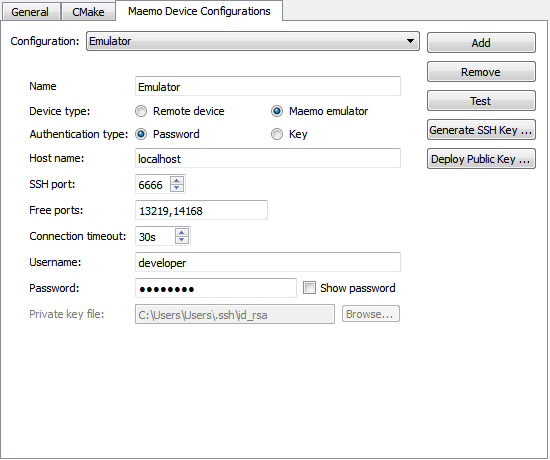 General CMake Maemo Device Configurations
Configuration: Emulator Add
Remove
Name Emulator
Test
Device type: Remote device Maemo emulator
Authentication type: Password Key Generate SSH Key ...
Host name: localhost Deploy Public Key ...
SSH port: 6666
Free ports: 13219,14168
Connection timeout: 30s
Username: developer
Password: ●●●●●●●● Show password
Private key file: C:\Users\Users\.ssh\id_rsa Browse...